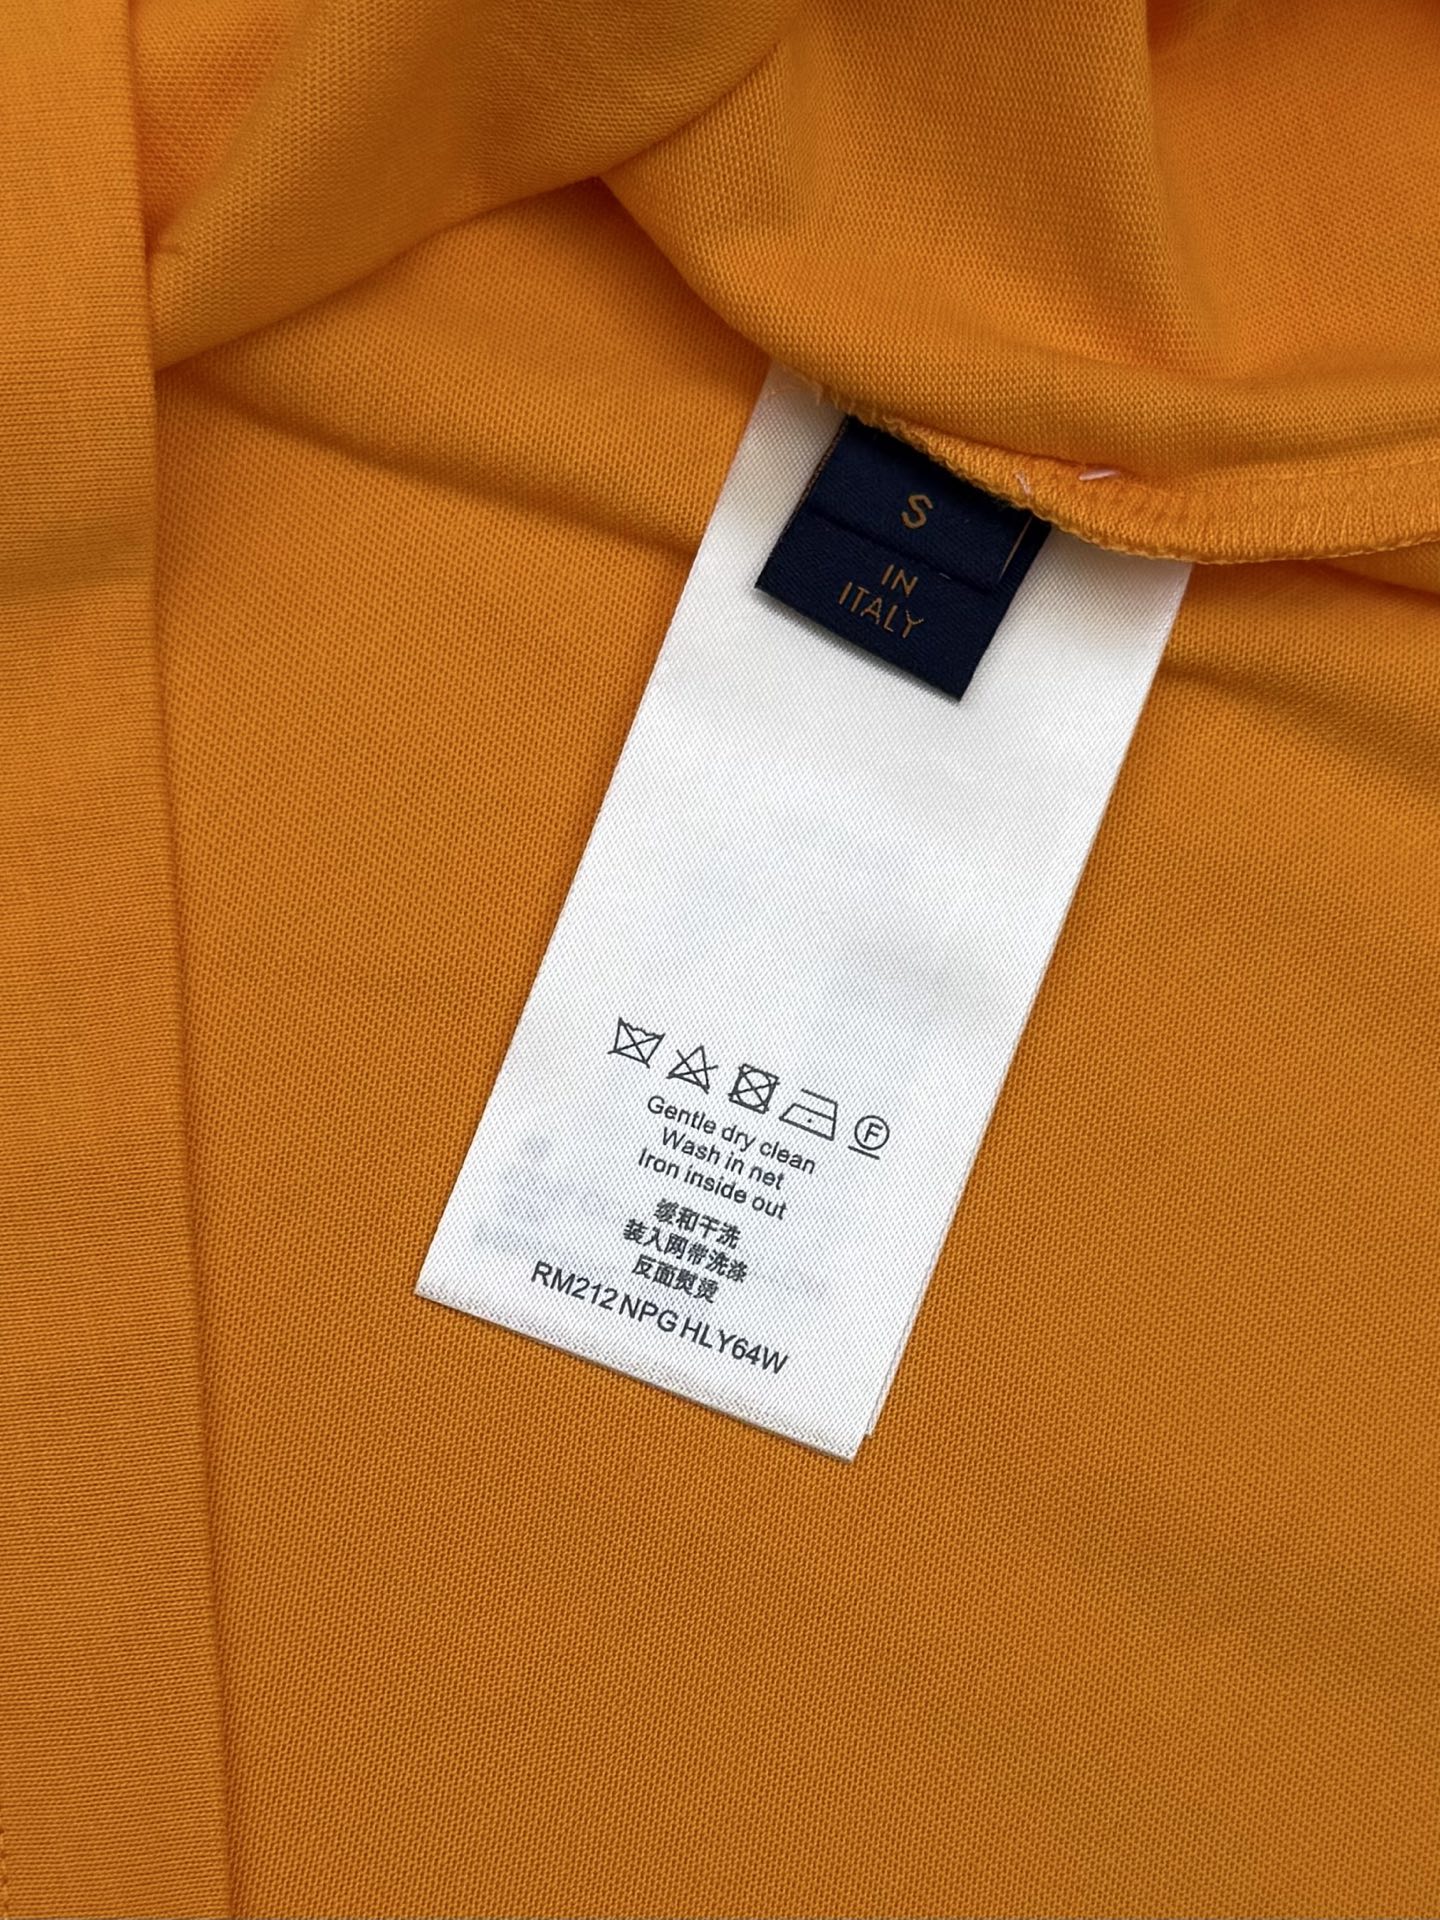 S
IN
ITALY
F
Gentle dry clean
Wash in net
Iron inside out
缓和干洗
装入网带洗涤
反面熨烫
RM212 NPG HLY64W